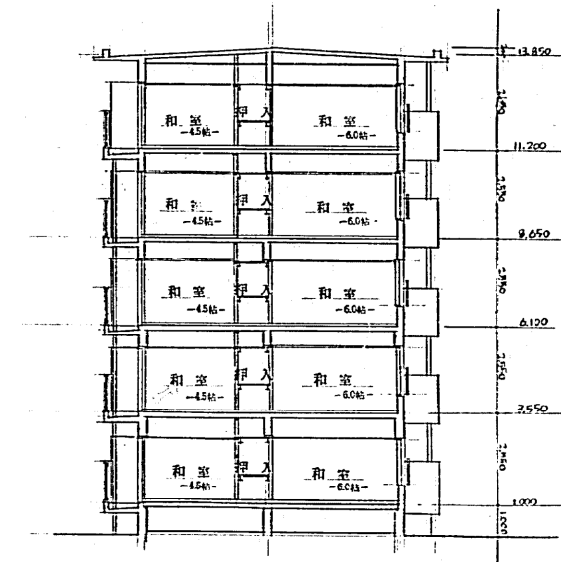 13.850
和室 押入 和室
-4.5帖- -6.0帖-
11.200
和室 押入 和室
-4.5帖- -6.0帖-
8.650
和室 押入 和室
-4.5帖- -6.0帖-
6.100
和室 押入 和室
-4.5帖- -6.0帖-
3.550
和室 押入 和室
-4.5帖- -6.0帖-
1.000